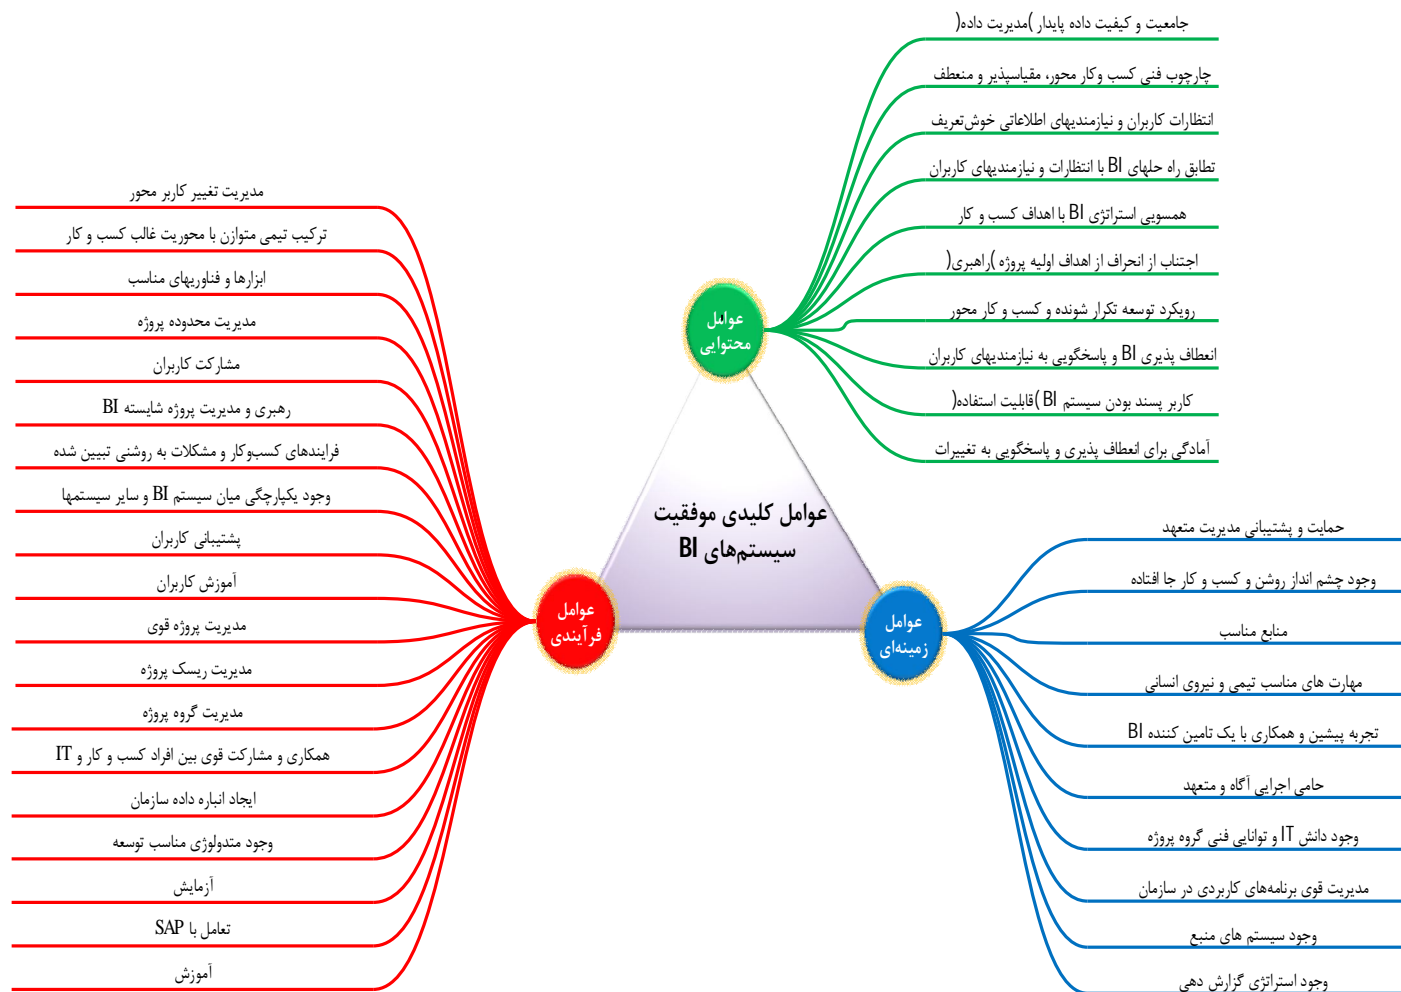 جامعیت و کیفیت داده پایدار )مدیریت داده(
چارچوب فنی کسب وکار محور، مقیاسپذیر و منعطف
انتظارات کاربران و نیازمندیهای اطلاعاتی خوش‌تعریف
تطابق راه حلهای BI با انتظارات و نیازمندیهای کاربران
همسویی استراتژی BI با اهداف کسب و کار
اجتناب از انحراف از اهداف اولیه پروژه )راهبری(
رویکرد توسعه تکرار شونده و کسب و کار محور
انعطاف پذیری BI و پاسخگویی به نیازمندیهای کاربران
کاربر پسند بودن سیستم BI )قابلیت استفاده(
آمادگی برای انعطاف پذیری و پاسخگویی به تغییرات
عوامل
محتوایی
عوامل کلیدی موفقیت
سیستم‌های BI
عوامل
زمینه‌ای
حمایت و پشتیبانی مدیریت متعهد
وجود چشم انداز روشن و کسب و کار جا افتاده
منابع مناسب
مهارت های مناسب تیمی و نیروی انسانی
تجربه پیشین و همکاری با یک تامین کننده BI
حامی اجرایی آگاه و متعهد
وجود دانش IT و توانایی فنی گروه پروژه
مدیریت قوی برنامه‌های کاربردی در سازمان
وجود سیستم های منبع
وجود استراتژی گزارش دهی
عوامل
فرآیندی
مدیریت تغییر کاربر محور
ترکیب تیمی متوازن با محوریت غالب کسب و کار
ابزارها و فناوریهای مناسب
مدیریت محدوده پروژه
مشارکت کاربران
رهبری و مدیریت پروژه شایسته BI
فرایندهای کسب‌وکار و مشکلات به روشنی تبیین شده
وجود یکپارچگی میان سیستم BI و سایر سیستمها
پشتیبانی کاربران
آموزش کاربران
مدیریت پروژه قوی
مدیریت ریسک پروژه
مدیریت گروه پروژه
همکاری و مشارکت قوی بین افراد کسب و کار و IT
ایجاد انباره داده سازمان
وجود متدولوژی مناسب توسعه
آزمایش
تعامل با SAP
آموزش